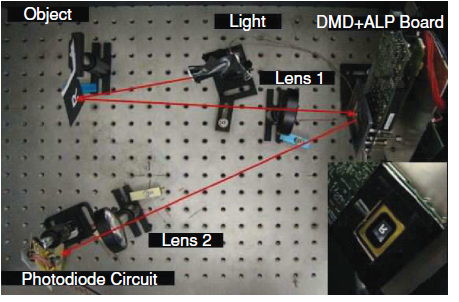 Object
Light
DMD+ALP Board
Lens 1
Lens 2
Photodiode Circuit